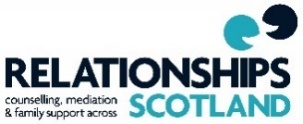 RELATIONSHIPS
counselling, mediation
& family support across
SCOTLAND